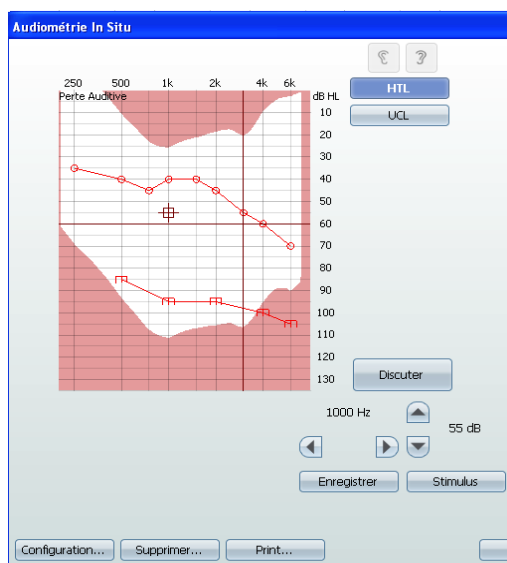 Audiométrie In Situ
250 500 1k 2k 4k 6k dB HL
Perte Auditive
10
20
30
40
50
60
70
80
90
100
110
120
130
HTL
UCL
Discuter
1000 Hz
55 dB
Enregistrer Stimulus
Configuration... Supprimer... Print...